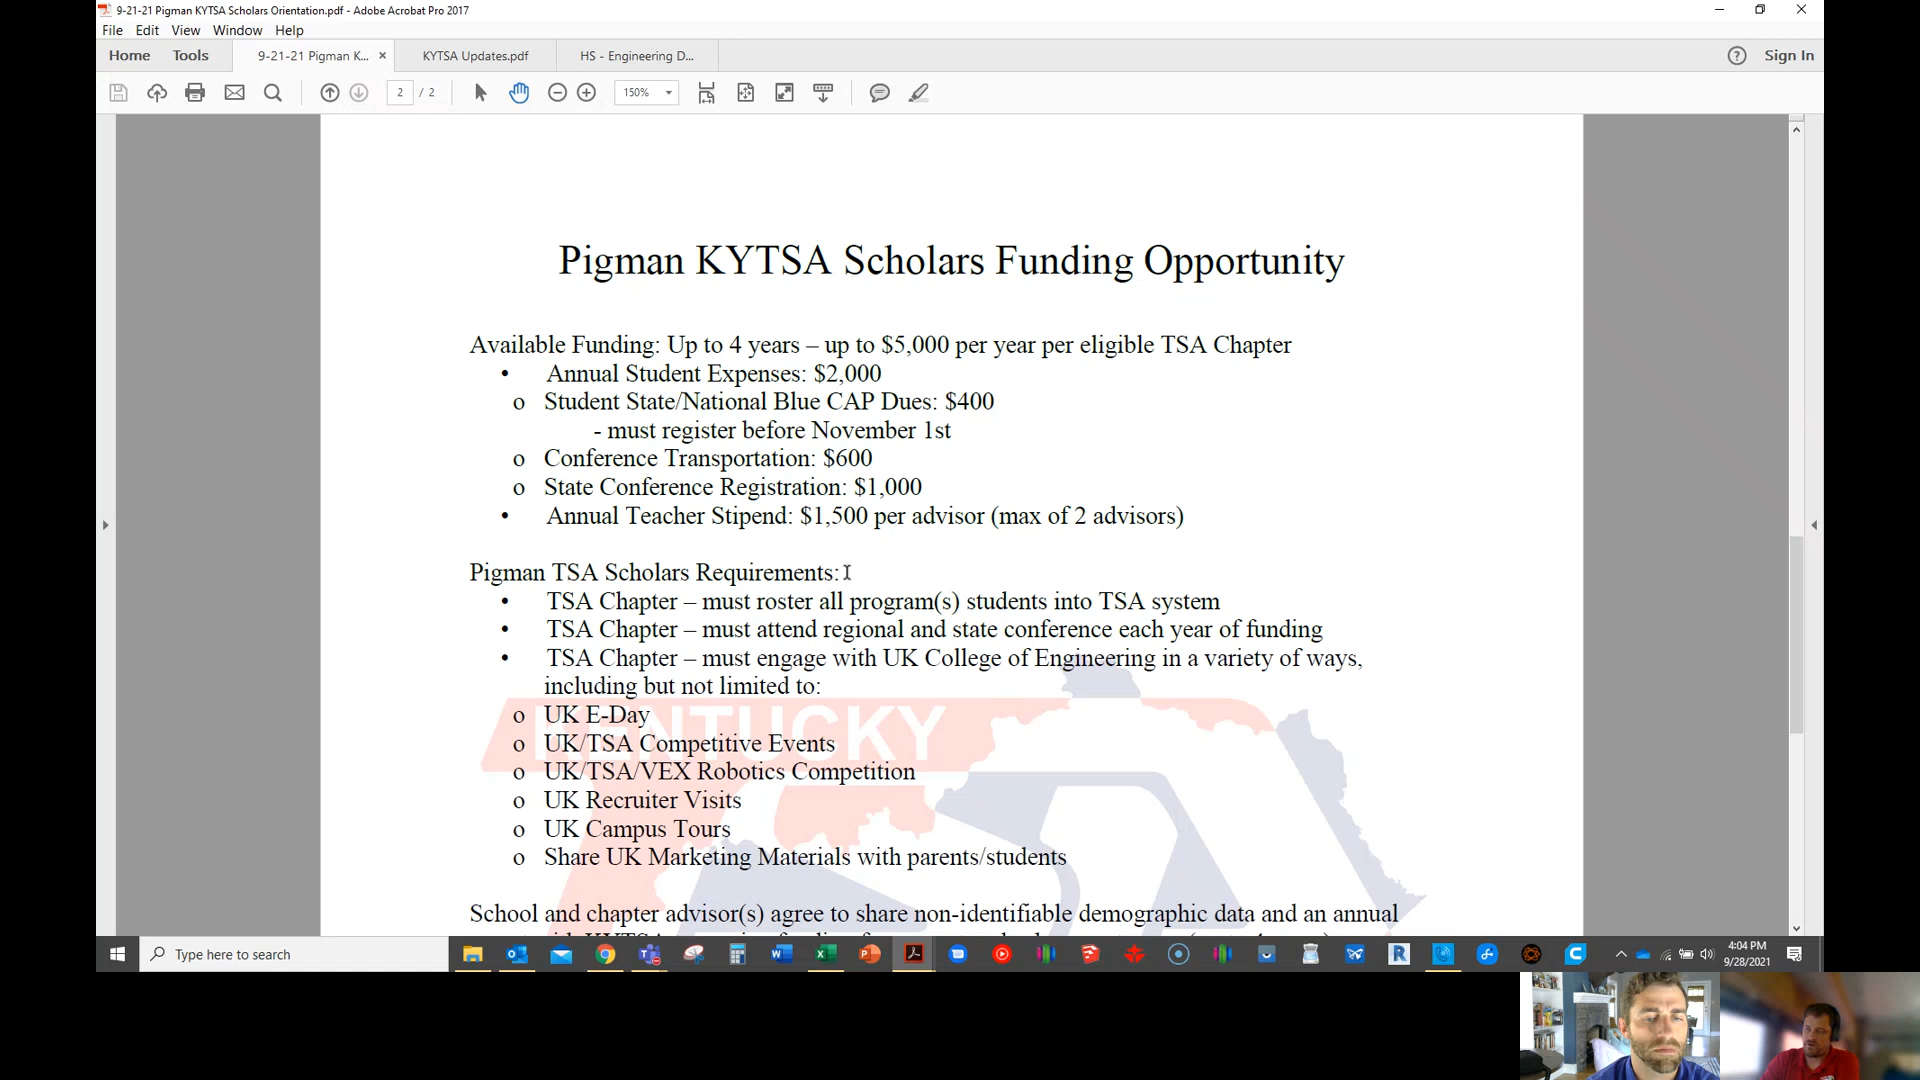 9-21-21 Pigman KYTSA Scholars Orientation.pdf - Adobe Acrobat Pro 2017
File Edit View Window Help
Home Tools 9-21-21 Pigman K... × KYTSA Updates.pdf HS - Engineering D... Sign In
2 / 2 150%
Pigman KYTSA Scholars Funding Opportunity
Available Funding: Up to 4 years – up to $5,000 per year per eligible TSA Chapter
• Annual Student Expenses: $2,000
o Student State/National Blue CAP Dues: $400
- must register before November 1st
o Conference Transportation: $600
o State Conference Registration: $1,000
• Annual Teacher Stipend: $1,500 per advisor (max of 2 advisors)
Pigman TSA Scholars Requirements:
• TSA Chapter – must roster all program(s) students into TSA system
• TSA Chapter – must attend regional and state conference each year of funding
• TSA Chapter – must engage with UK College of Engineering in a variety of ways,
including but not limited to:
o UK E-Day
o UK/TSA Competitive Events
o UK/TSA/VEX Robotics Competition
o UK Recruiter Visits
o UK Campus Tours
o Share UK Marketing Materials with parents/students
KENTUCKY
School and chapter advisor(s) agree to share non-identifiable demographic data and an annual
Type here to search
4:04 PM
9/28/2021